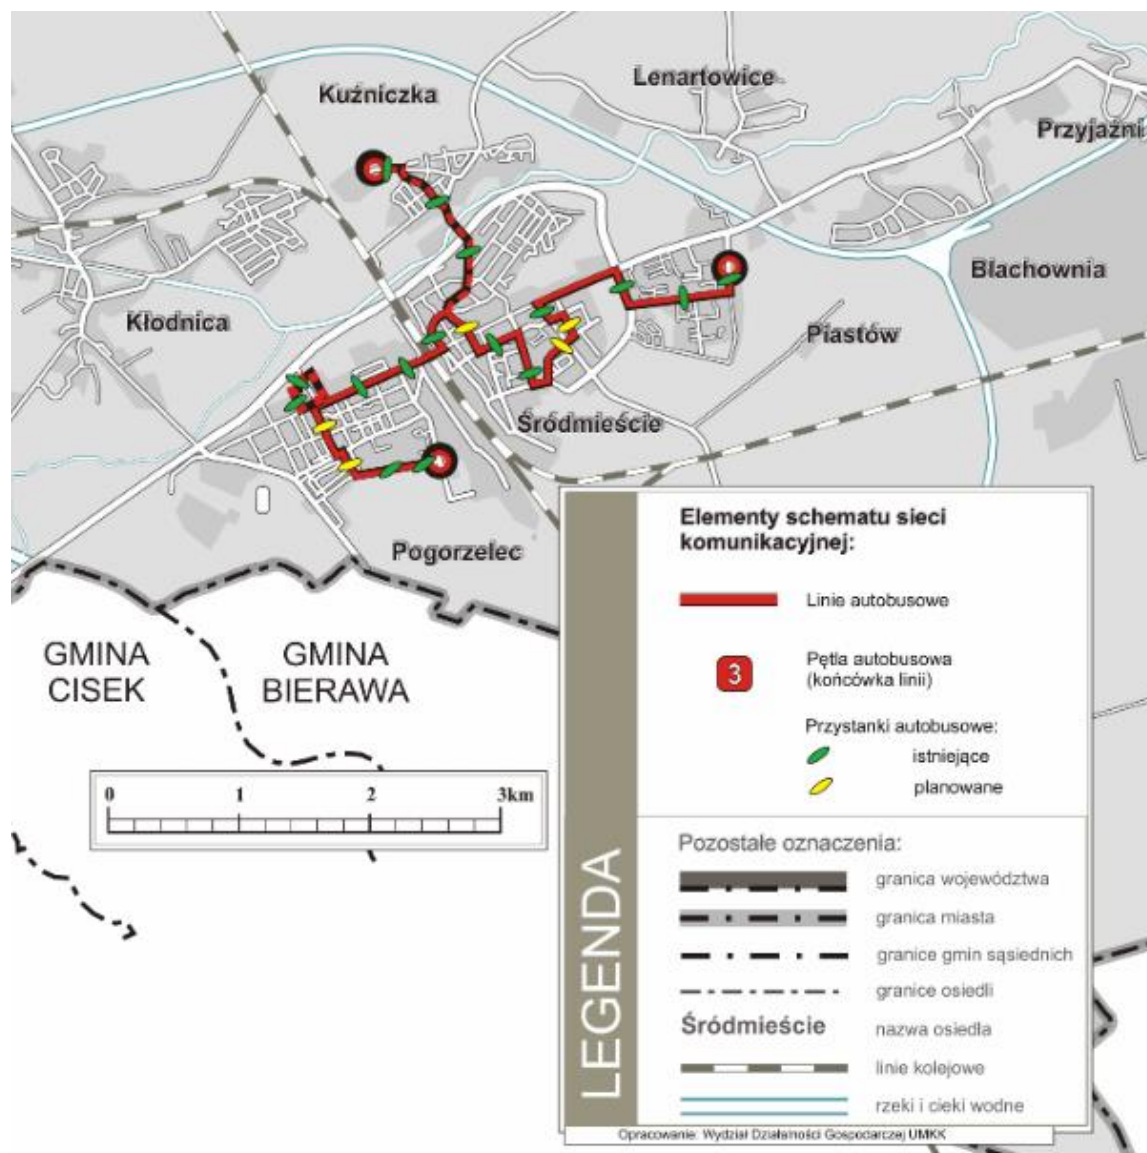 Kuźniczka
Lenartowice
Przyjaźni
Kłodnica
Blachownia
Piastów
Śródmieście
Pogorzelec
GMINA
CISEK
GMINA
BIERAWA
0 1 2 3km
LEGENDA
Elementy schematu sieci
komunikacyjnej:
Linie autobusowe
3
Pętla autobusowa
(końcówka linii)
Przystanki autobusowe:
istniejące
planowane
Pozostałe oznaczenia:
granica województwa
granica miasta
granice gmin sąsiednich
granice osiedli
Śródmieście
nazwa osiedla
linie kolejowe
rzeki i cieki wodne
Opracowanie: Wydział Działalności Gospodarczej UMKK